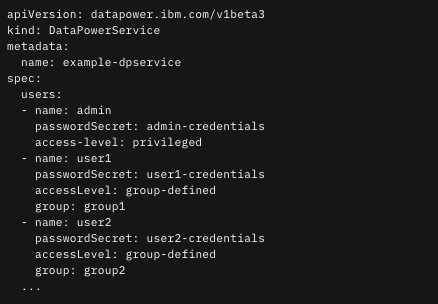 apiVersion: datapower.ibm.com/v1beta3
kind: DataPowerService
metadata:
  name: example-dpservice
spec:
  users:
  - name: admin
    passwordSecret: admin-credentials
    access-level: privileged
  - name: user1
    passwordSecret: user1-credentials
    accessLevel: group-defined
    group: group1
  - name: user2
    passwordSecret: user2-credentials
    accessLevel: group-defined
    group: group2
  ...